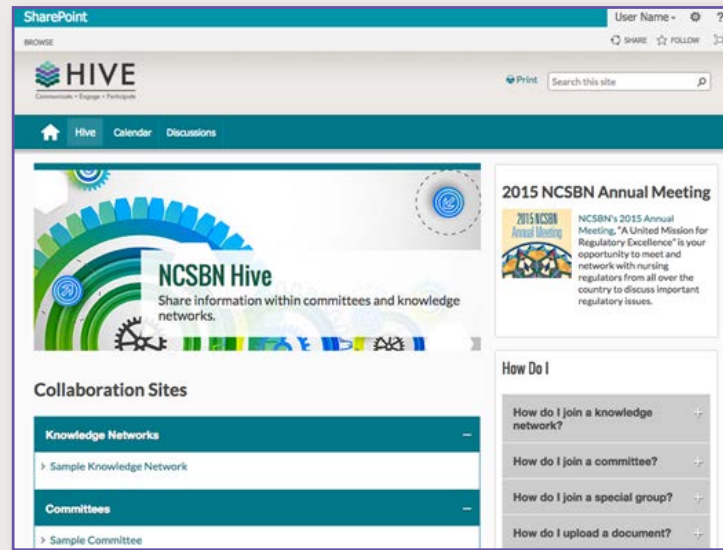 SharePoint
User Name
?
BROWSE
SHARE FOLLOW
HIVE
Communicate • Engage • Participate
Print
Search this site
Hive Calendar Discussions
NCSBN Hive
Share information within committees and knowledge
networks.
Collaboration Sites
Knowledge Networks
Sample Knowledge Network
Committees
Sample Committee
2015 NCSBN Annual Meeting
2015 NCSBN
Annual Meeting
NCSBN's 2015 Annual
Meeting, "A United Mission for
Regulatory Excellence" is your
opportunity to meet and
network with nursing
regulators from all over the
country to discuss important
regulatory issues.
How Do I
How do I join a knowledge
network?
How do I join a committee?
How do I join a special group?
How do I upload a document?